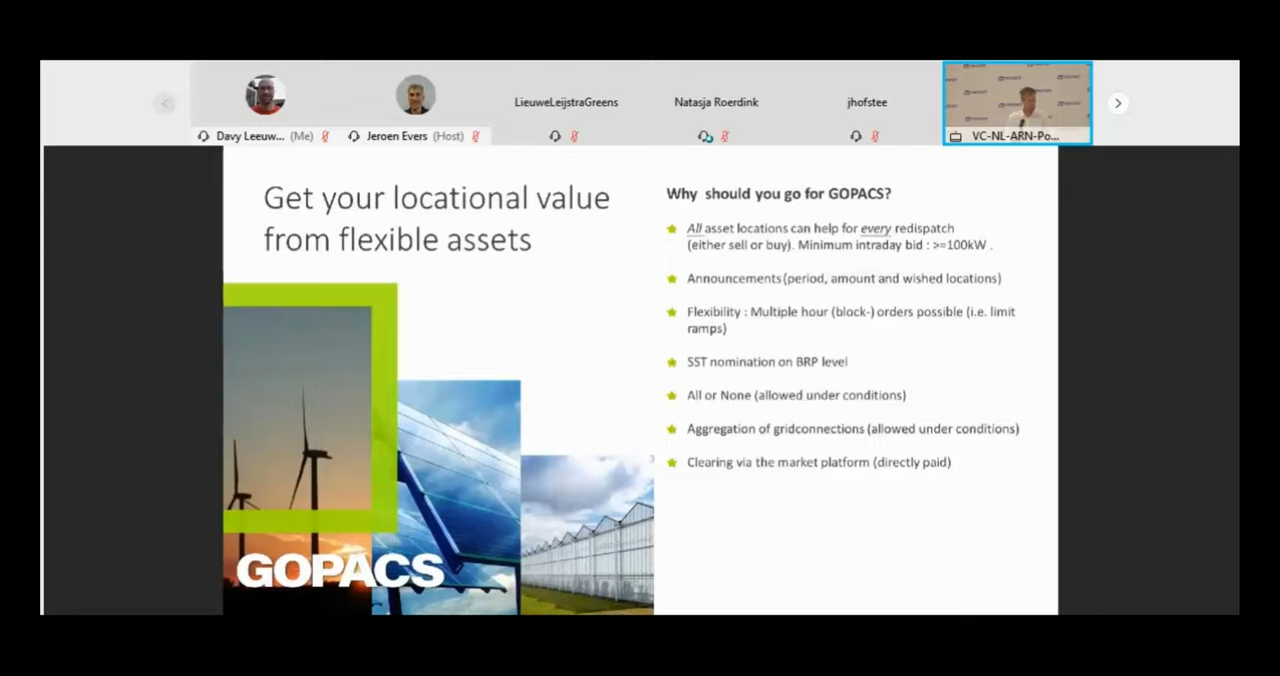 LieuweLeijstraGreens
Natasja Roerdink
jhofstee
Davy Leeuw... (Me)
Jeroen Evers (Host)
VC-NL-ARN-Po...
Get your locational value
from flexible assets
Why should you go for GOPACS?
All asset locations can help for every redispatch
(either sell or buy). Minimum intraday bid : >=100kW .
Announcements (period, amount and wished locations)
Flexibility : Multiple hour (block-) orders possible (i.e. limit
ramps)
SST nomination on BRP level
All or None (allowed under conditions)
Aggregation of gridconnections (allowed under conditions)
Clearing via the market platform (directly paid)
GOPACS